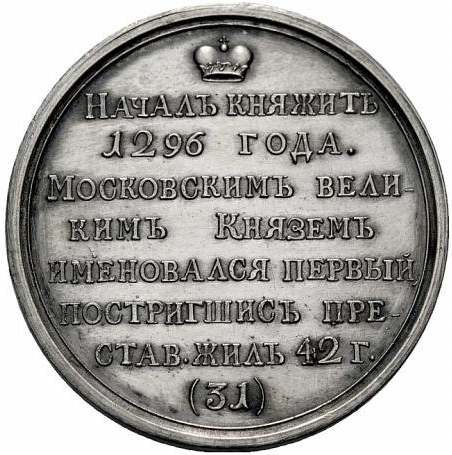 НАЧАЛЪ КНЯЖИТЬ
1296 ГОДА.
МОСКОВСКИМЪ ВЕЛИ-
КИМЪ КНЯЗЕМЪ
ИМЕНОВАЛСЯ ПЕРВЫЙ
ПОСТРИГШИСЬ ПРЕ-
СТАВ. ЖИЛЪ 42 Г.
(31)